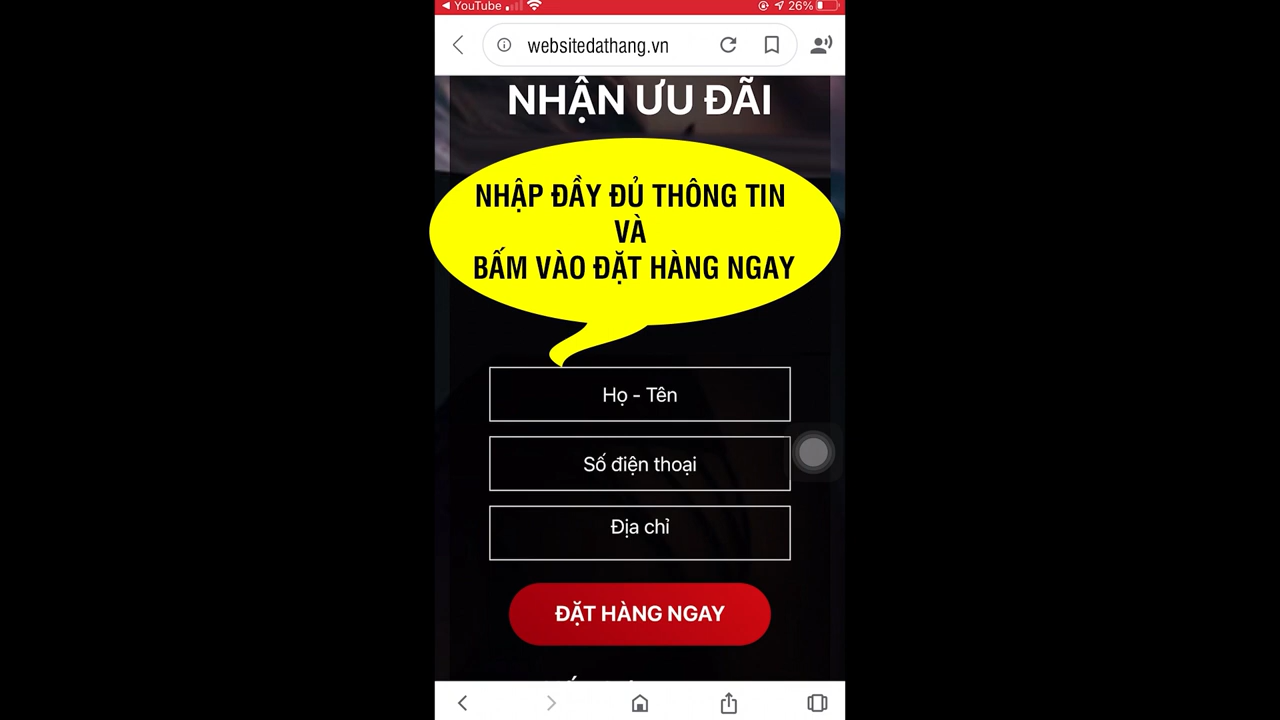 YouTube
26%
websitedathang.vn
NHẬN ƯU ĐÃI
NHẬP ĐẦY ĐỦ THÔNG TIN
VÀ
BẤM VÀO ĐẶT HÀNG NGAY
Họ - Tên
Số điện thoại
Địa chỉ
ĐẶT HÀNG NGAY